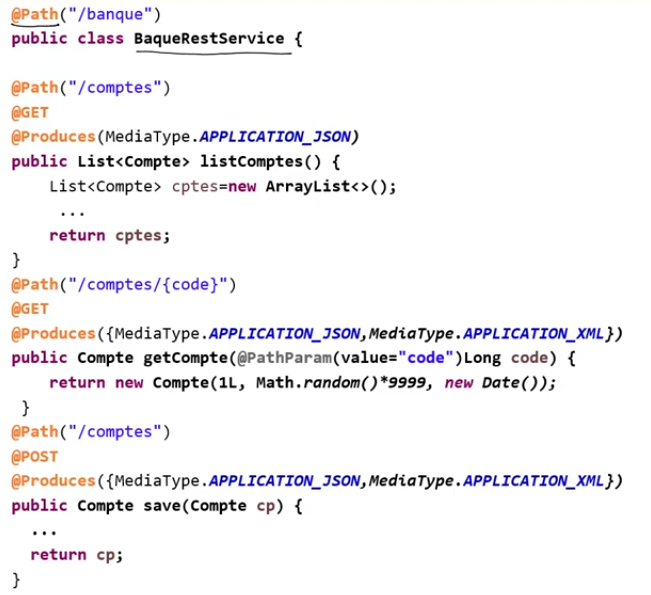 @Path("/banque")
public class BaqueRestService {
@Path("/comptes")
@GET
@Produces(MediaType.APPLICATION_JSON)
public List<Compte> listComptes() {
List<Compte> cptes=new ArrayList<>();
...
return cptes;
}
@Path("/comptes/{code}")
@GET
@Produces({MediaType.APPLICATION_JSON,MediaType.APPLICATION_XML})
public Compte getCompte(@PathParam(value="code")Long code) {
return new Compte(1L, Math.random()*9999, new Date());
}
@Path("/comptes")
@POST
@Produces({MediaType.APPLICATION_JSON,MediaType.APPLICATION_XML})
public Compte save(Compte cp) {
...
return cp;
}